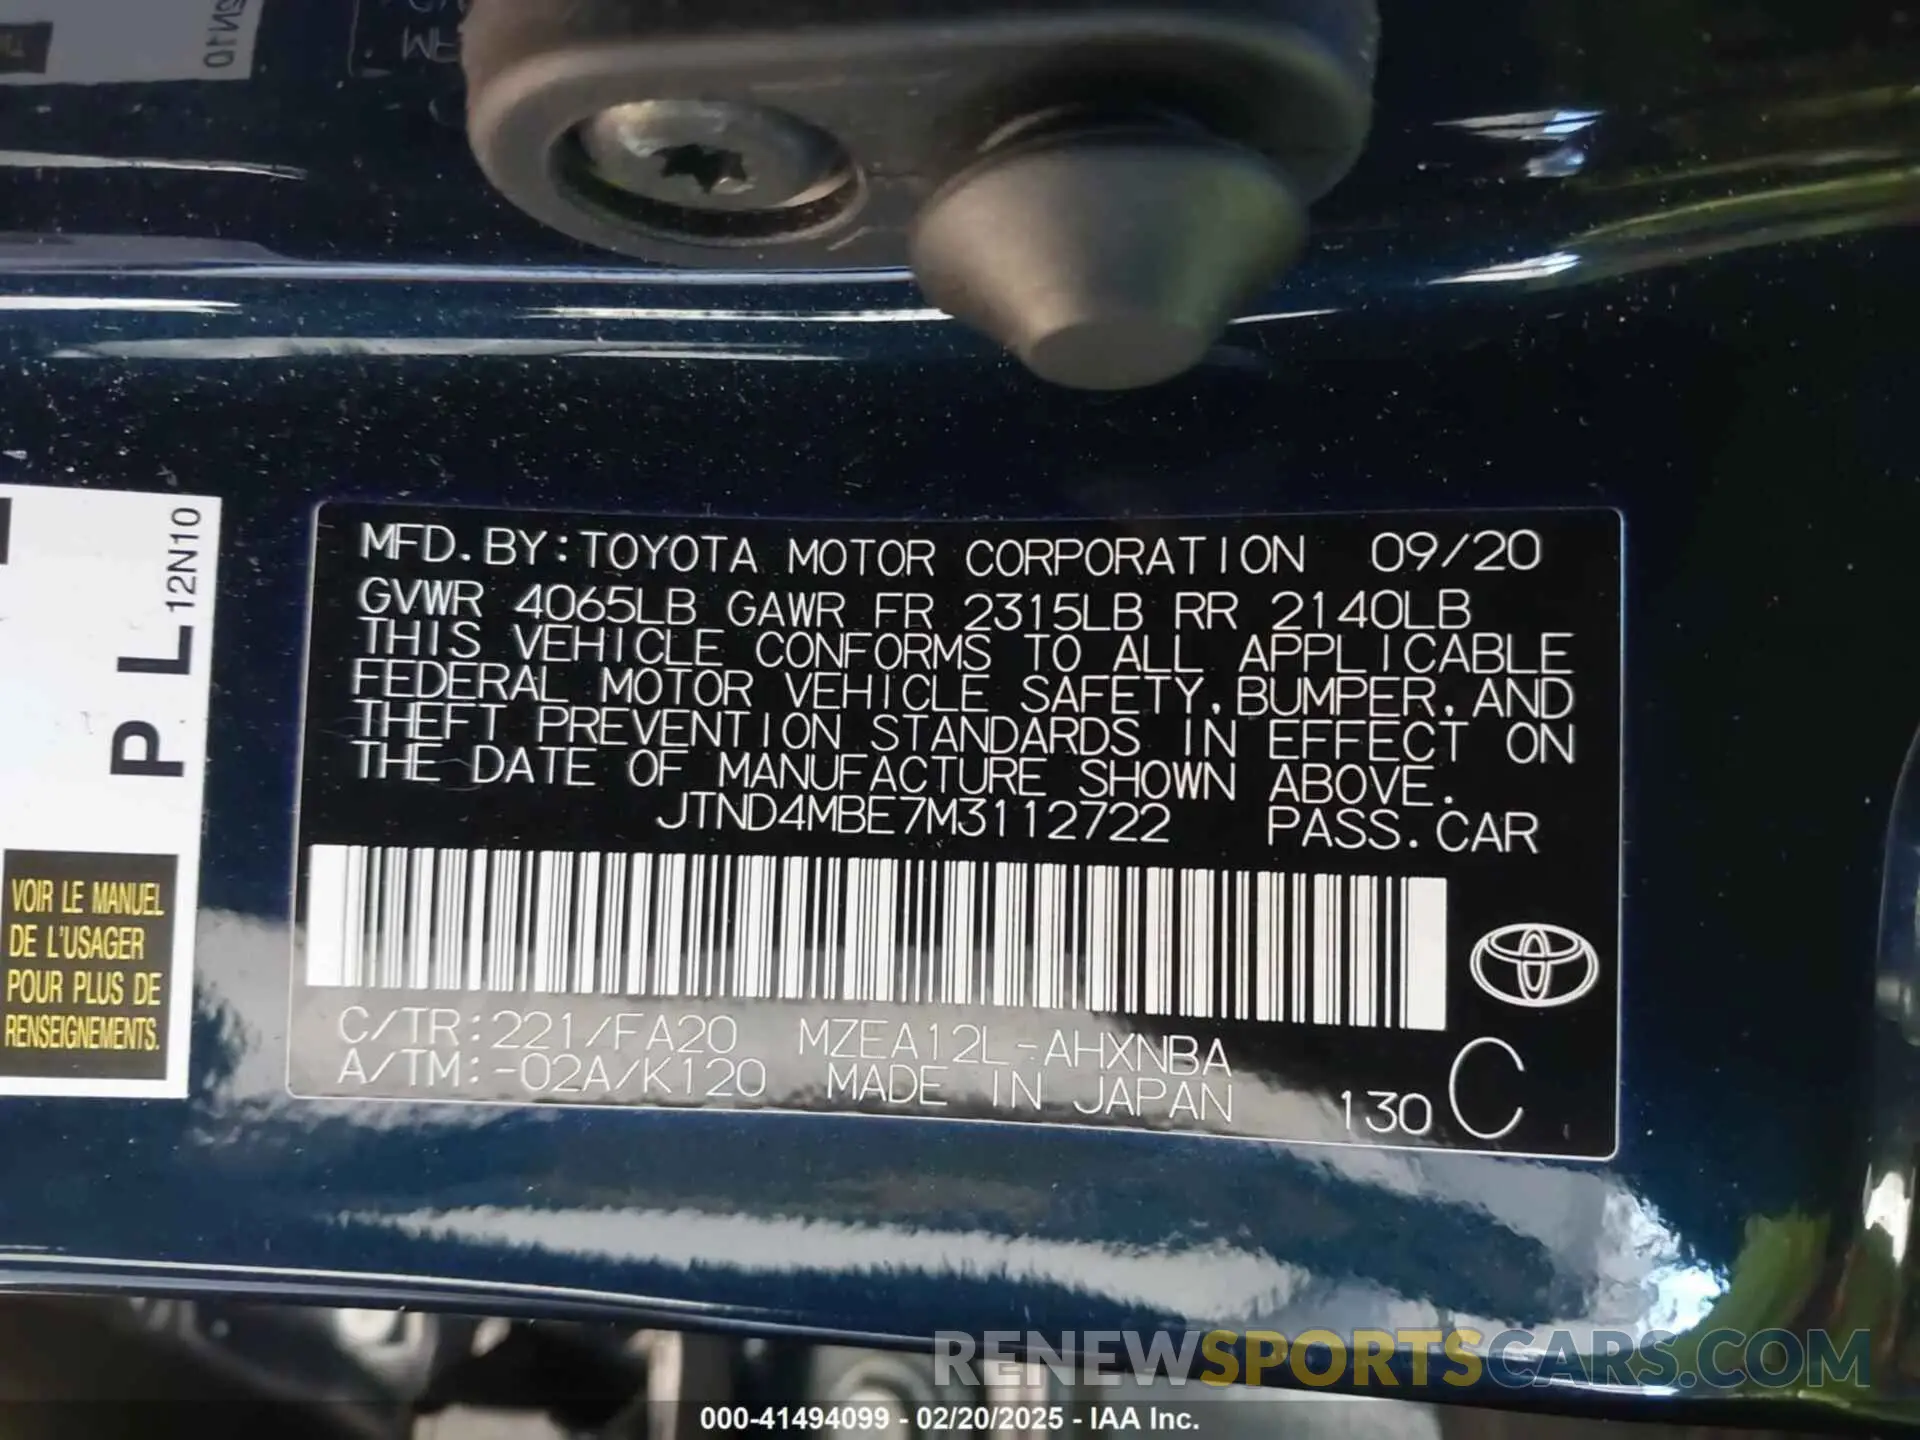 12N10
P L
VOIR LE MANUEL
DE L'USAGER
POUR PLUS DE
RENSEIGNEMENTS.
MFD. BY: TOYOTA MOTOR CORPORATION 09/20
GVWR 4065LB GAWR FR 2315LB RR 2140LB
THIS VEHICLE CONFORMS TO ALL APPLICABLE
FEDERAL MOTOR VEHICLE SAFETY, BUMPER, AND
THEFT PREVENTION STANDARDS IN EFFECT ON
THE DATE OF MANUFACTURE SHOWN ABOVE.
JTND4MBE7M3112722 PASS. CAR
C/TR: 221/FA20 MZEA12L-AHXNBA
A/TM: -02A/K120 MADE IN JAPAN 130 C
RENEWSPORTSCARS.COM
000-41494099 - 02/20/2025 - IAA Inc.